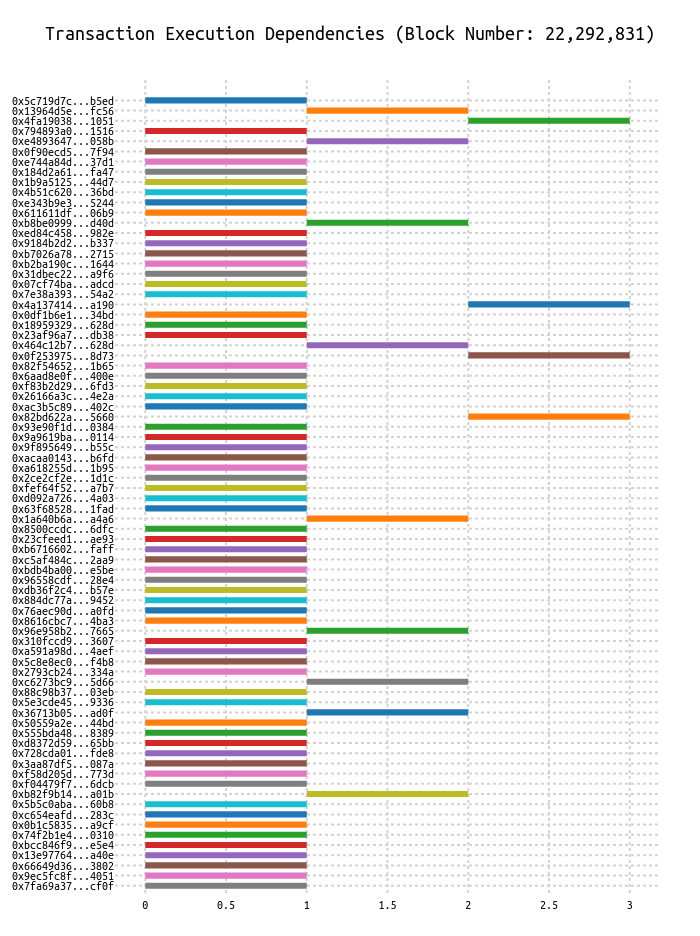 Transaction Execution Dependencies (Block Number: 22,292,831)
0x5c719d7c...b5ed
0x13964d5e...fc56
0x4fa19038...1051
0x794893a0...1516
0xe4893647...058b
0x0f90ecd5...7f94
0xe744a84d...37d1
0x184d2a61...fa47
0x1b9a5125...44d7
0x4b51c620...36bd
0xe343b9e3...5244
0x611611df...06b9
0xb8be0999...d40d
0xed84c458...982e
0x9184b2d2...b337
0xb7026a78...2715
0xb2ba190c...1644
0x31dbec22...a9f6
0x07cf74ba...adcd
0x7e38a393...54a2
0x4a137414...a190
0x0df1b6e1...34bd
0x18959329...628d
0x23af96a7...db38
0x464c12b7...628d
0x0f253975...8d73
0x82f54652...1b65
0x6aad8e0f...400e
0xf83b2d29...6fd3
0x26166a3c...4e2a
0xac3b5c89...402c
0x82bd622a...5660
0x93e90f1d...0384
0x9a9619ba...0114
0x9f895649...b55c
0xacaa0143...b6fd
0xa618255d...1b95
0x2ce2cf2e...1d1c
0xfef64f52...a7b7
0xd092a726...4a03
0x63f68528...1fad
0x1a640b6a...a4a6
0x8500ccdc...6dfc
0x23cfeed1...ae93
0xb6716602...faff
0xc5af484c...2aa9
0xbdb4ba00...e5be
0x96558cdf...28e4
0xdb36f2c4...b57e
0x884dc77a...9452
0x76aec90d...a0fd
0x8616cbc7...4ba3
0x96e958b2...7665
0x310fccd9...3607
0xa591a98d...4aef
0x5c8e8ec0...f4b8
0x2793cb24...334a
0xc6273bc9...5d66
0x88c98b37...03eb
0x5e3cde45...9336
0x36713b05...ad0f
0x50559a2e...44bd
0x555bda48...8389
0xd8372d59...65bb
0x728cda01...fde8
0x3aa87df5...087a
0xf58d205d...773d
0xf04479f7...6dcb
0xb82f9b14...a01b
0x5b5c0aba...60b8
0xc654eafd...283c
0x0b1c5835...a9cf
0x74f2b1e4...0310
0xbcc846f9...e5e4
0x13e97764...a40e
0x66649d36...3802
0x9ec5fc8f...4051
0x7fa69a37...cf0f
0 0.5 1 1.5 2 2.5 3